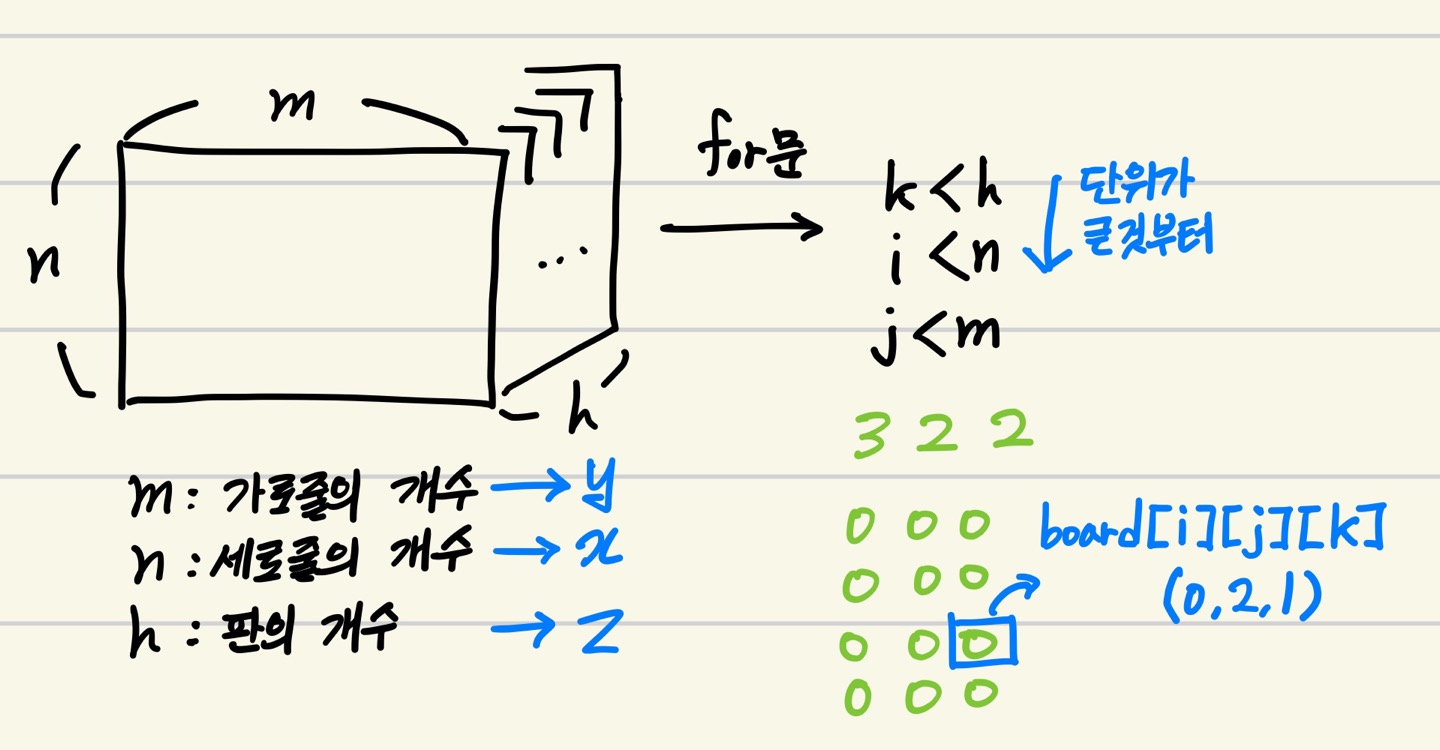 m
n
h
for문
k < h
i < n
j < m
단위가
큰것부터
m : 가로줄의 개수 → y
n : 세로줄의 개수 → x
h : 판의 개수 → z
3 2 2
0 0 0
0 0 0
0 0 0
0 0 0
board[i][j][k]
(0,2,1)